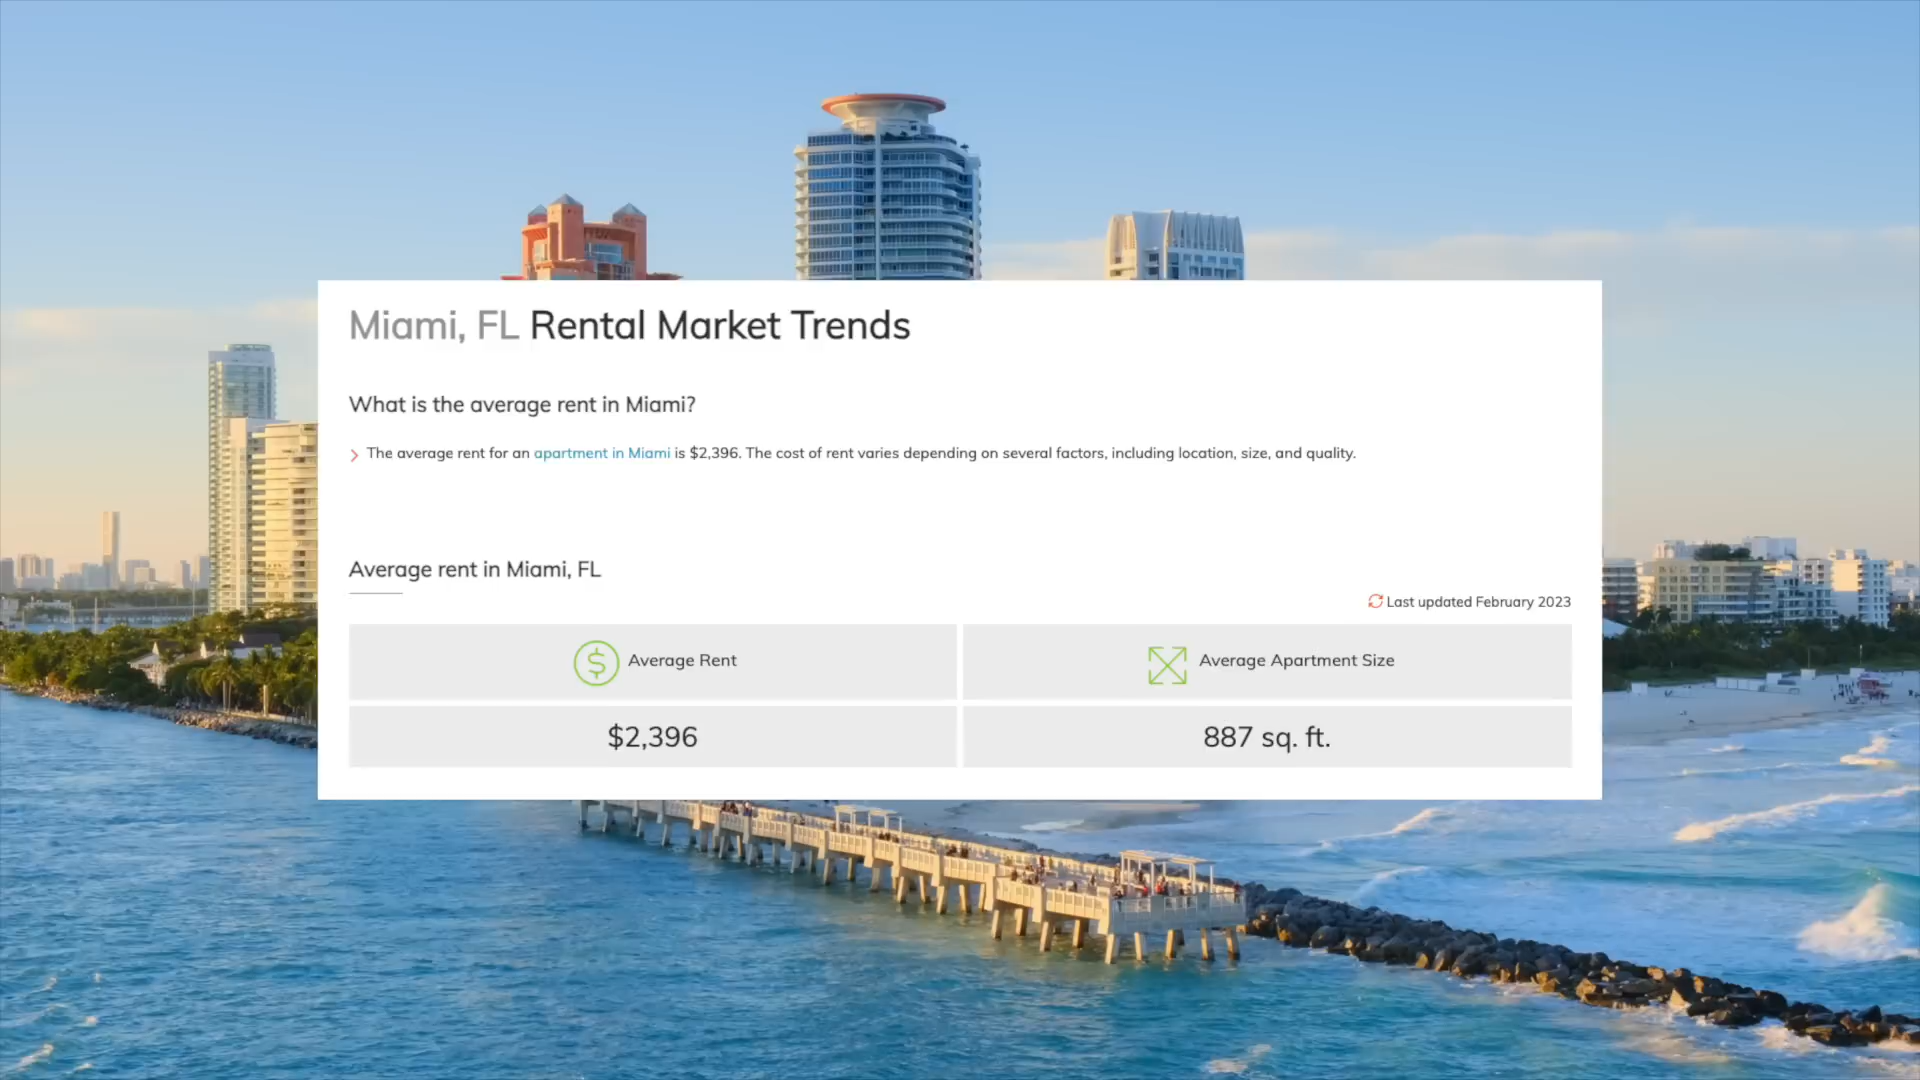 Miami, FL Rental Market Trends
What is the average rent in Miami?
The average rent for an apartment in Miami is $2,396. The cost of rent varies depending on several factors, including location, size, and quality.
Average rent in Miami, FL
Last updated February 2023
Average Rent
Average Apartment Size
$2,396
887 sq. ft.